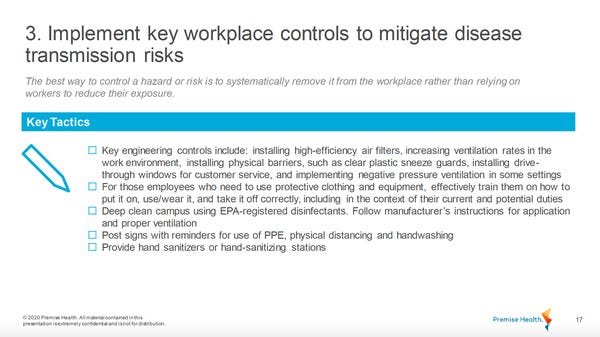 3. Implement key workplace controls to mitigate disease
transmission risks
The best way to control a hazard or risk is to systematically remove it from the workplace rather than relying on
workers to reduce their exposure.
Key Tactics
Key engineering controls include: installing high-efficiency air filters, increasing ventilation rates in the
work environment, installing physical barriers, such as clear plastic sneeze guards, installing drive-
through windows for customer service, and implementing negative pressure ventilation in some settings
For those employees who need to use protective clothing and equipment, effectively train them on how to
put it on, use/wear it, and take it off correctly, including in the context of their current and potential duties
Deep clean campus using EPA-registered disinfectants. Follow manufacturer's instructions for application
and proper ventilation
Post signs with reminders for use of PPE, physical distancing and handwashing
Provide hand sanitizers or hand-sanitizing stations
© 2020 Premise Health. All material contained in this
presentation is extremely confidential and is not for distribution.
Premise Health.
17